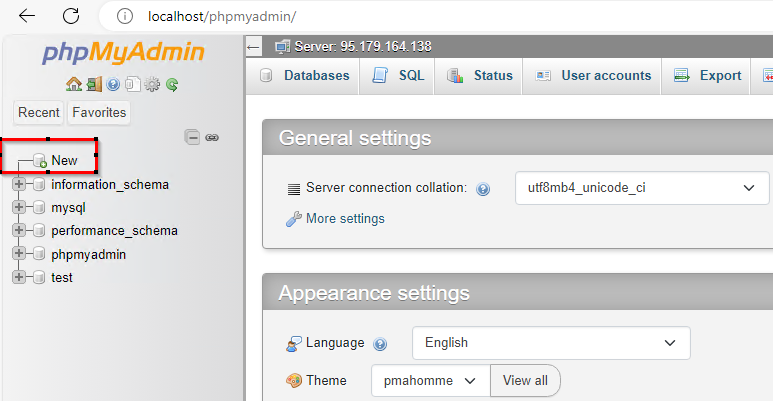 localhost/phpmyadmin/
phpMyAdmin
Server: 95.179.164.138
Databases SQL Status User accounts Export
Recent Favorites
General settings
New
information_schema
Server connection collation: utf8mb4_unicode_ci
mysql
More settings
performance_schema
phpmyadmin
test
Appearance settings
Language English
Theme pmahomme View all